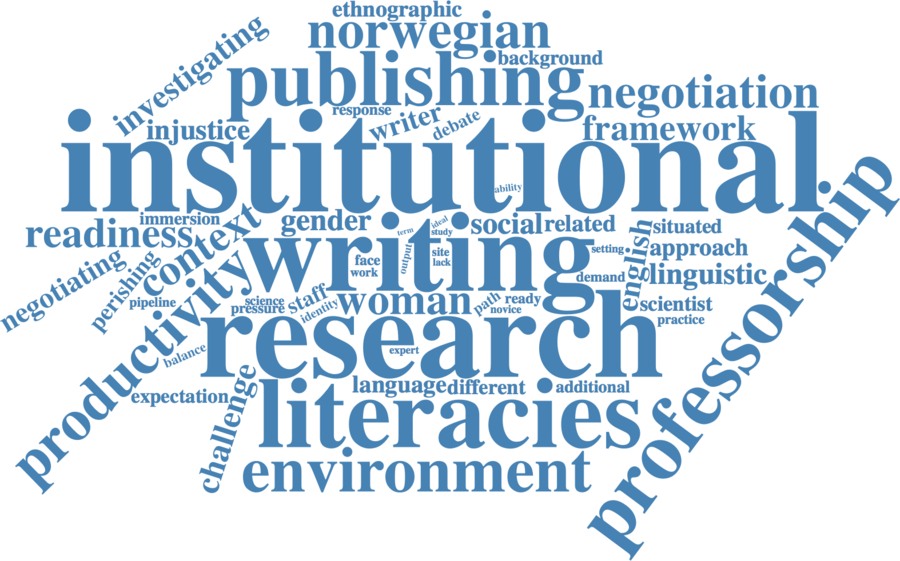 ethnographic
norwegian
investigating
background
publishing
negotiation
response
writer
debate
injustice
framework
institutional
ability
immersion
gender
readiness
context
term
ideal
study
social
related
situated
english
writing
setting
approach
negotiating
perishing
face
work
output
site
lack
demand
linguistic
pipeline
productivity
science
pressure
staff
identity
woman
path
ready
novice
scientist
practice
professorship
research
balance
expert
expectation
challenge
language
different
additional
literacies
environment